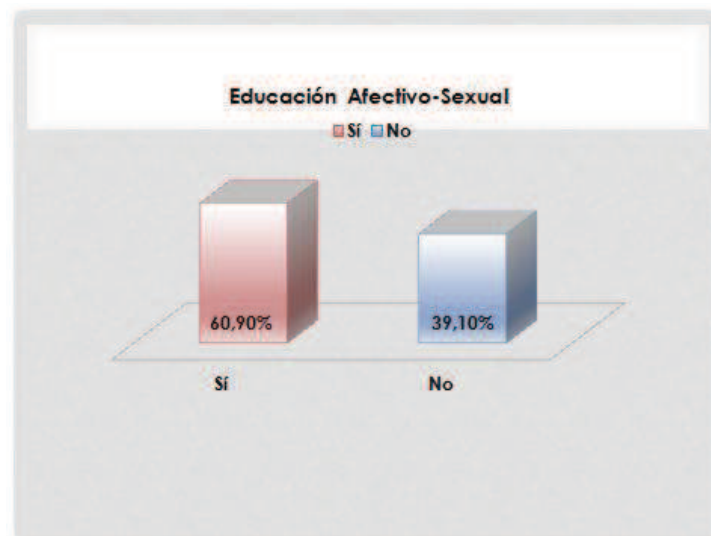 Educación Afectivo-Sexual
Sí No
60,90% 39,10%
Sí No